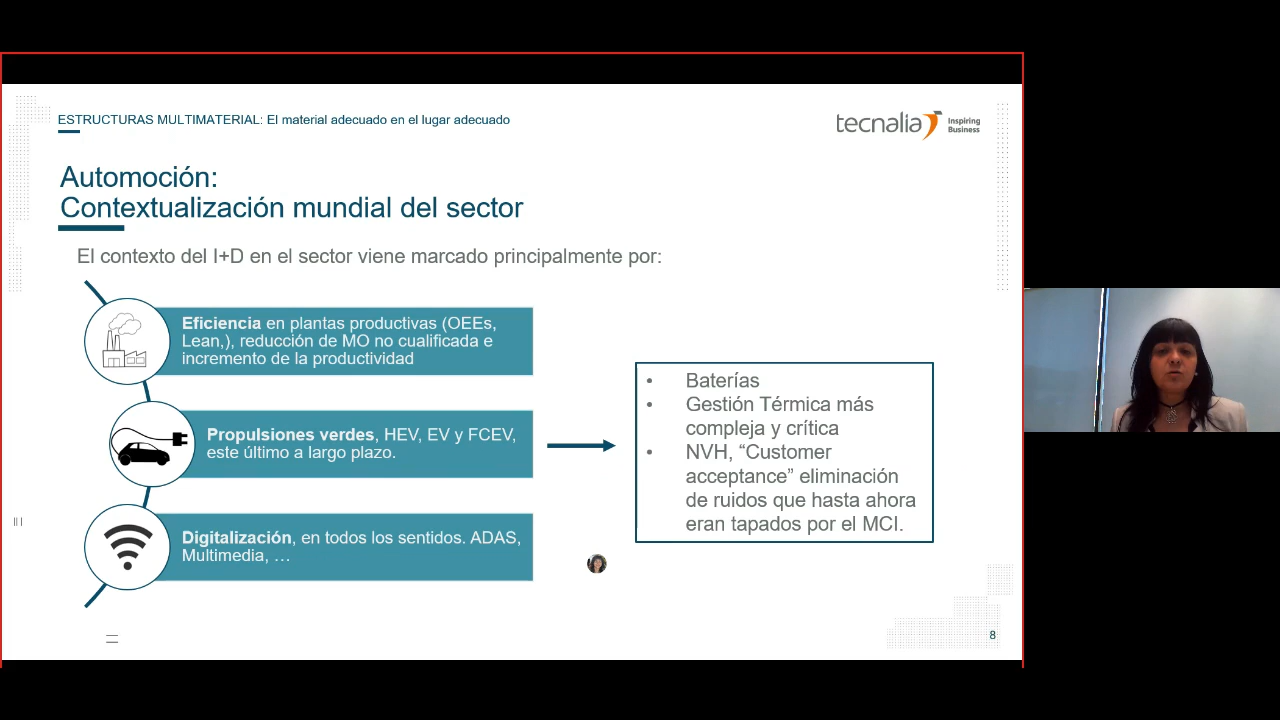 ESTRUCTURAS MULTIMATERIAL: El material adecuado en el lugar adecuado
tecnalia Inspiring
Business
Automoción:
Contextualización mundial del sector
El contexto del I+D en el sector viene marcado principalmente por:
Eficiencia en plantas productivas (OEEs,
Lean,), reducción de MO no cualificada e
incremento de la productividad
Propulsiones verdes, HEV, EV y FCEV,
este último a largo plazo.
Digitalización, en todos los sentidos. ADAS,
Multimedia, …
• Baterías
• Gestión Térmica más
compleja y crítica
• NVH, “Customer
acceptance” eliminación
de ruidos que hasta ahora
eran tapados por el MCI.
8